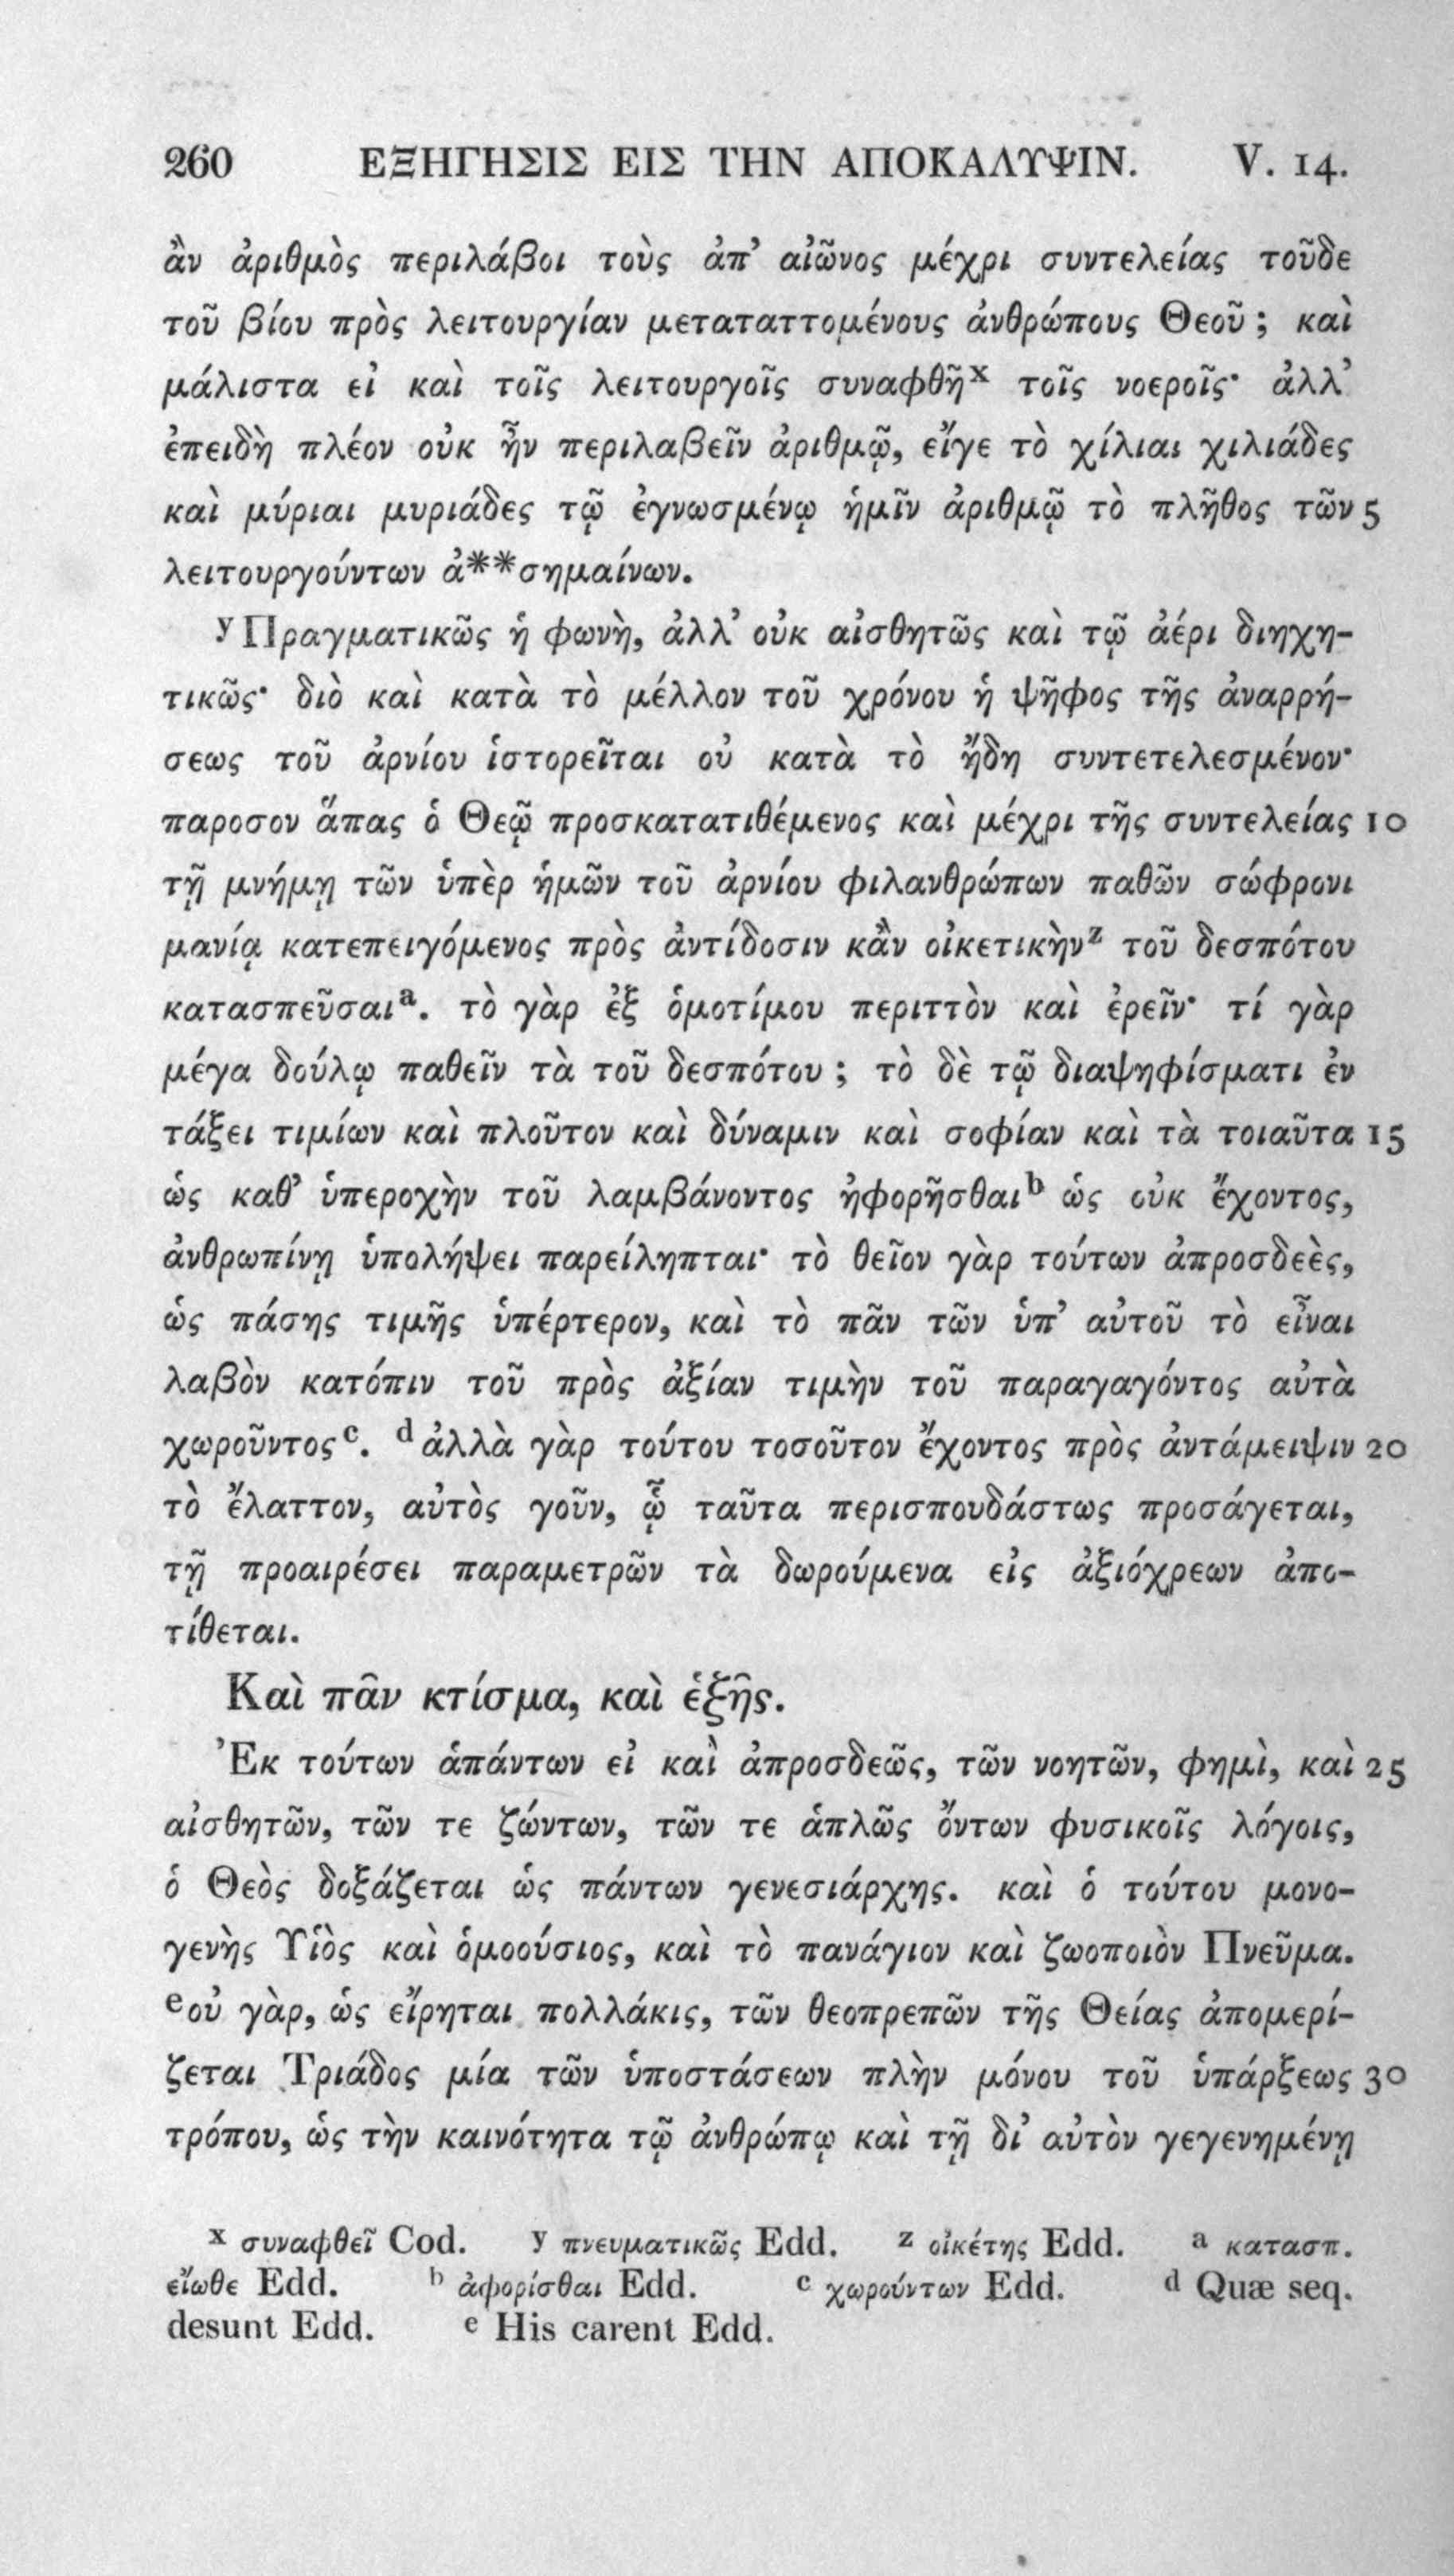 260 ΕΞΗΓΗΣΙΣ ΕΙΣ ΤΗΝ ΑΠΟΚΑΛΥΨΙΝ. V. 14.
ἂν ἀριθμὸς περιλάβοι τοὺς ἀπ’ αἰῶνος μέχρι συντελείας τοῦδε
τοῦ βίου πρὸς λειτουργίαν μετατaττομένους ἀνθρώπους Θεοῦ ; καὶ
μάλιστα εἰ καὶ τοῖς λειτουργοῖς συναφθῇ x τοῖς νοεροῖς· ἀλλ’
ἐπειδὴ πλέον οὐκ ἦν περιλαβεῖν ἀριθμῷ, εἴγε τὸ χίλιαι χιλιάδες
καὶ μύριαι μυριάδες τῷ ἐγνωσμένῳ ἡμῖν ἀριθμῷ τὸ πλῆθος τῶν 5
λειτουργούντων ἀ**σημαίνων.
y Πραγματικῶς ἡ φωνὴ, ἀλλ’ οὐκ αἰσθητῶς καὶ τῷ ἀέρι διηχη-
τικῶς· διὸ καὶ κατὰ τὸ μέλλον τοῦ χρόνου ἡ ψῆφος τῆς ἀναρρή-
σεως τοῦ ἀρνίου ἱστορεῖται οὐ κατὰ τὸ ἤδη συντετελεσμένον·
παροσον ἅπας ὁ Θεῷ προσκατατιθέμενος καὶ μέχρι τῆς συντελείας 10
τῇ μνήμῃ τῶν ὑπὲρ ἡμῶν τοῦ ἀρνίου φιλανθρώπων παθῶν σώφρονι
μανίᾳ κατεπειγόμενος πρὸς ἀντίδοσιν κἂν οἰκετικὴν z τοῦ δεσπότου
κατασπεῦσαι a. τὸ γὰρ ἐξ ὁμοτίμου περιττὸν καὶ ἐρεῖν· τί γὰρ
μέγα δούλῳ παθεῖν τὰ τοῦ δεσπότου ; τὸ δὲ τῷ διαψηφίσματι ἐν
τάξει τιμίων καὶ πλοῦτον καὶ δύναμιν καὶ σοφίαν καὶ τὰ τοιαῦτα 15
ὡς καθ’ ὑπεροχὴν τοῦ λαμβάνοντος ἠφορῆσθαι b ὡς οὐκ ἔχοντος,
ἀνθρωπίνῃ ὑπολήψει παρείληπται· τὸ θεῖον γὰρ τούτων ἀπροσδεὲς,
ὡς πάσης τιμῆς ὑπέρτερον, καὶ τὸ πᾶν τῶν ὑπ’ αὐτοῦ τὸ εἶναι
λαβὸν κατόπιν τοῦ πρὸς ἀξίαν τιμὴν τοῦ παραγαγόντος αὐτὰ
χωροῦντος c. d ἀλλὰ γὰρ τούτου τοσοῦτον ἔχοντος πρὸς ἀντάμειψιν 20
τὸ ἔλαττον, αὐτὸς γοῦν, ᾧ ταῦτα περισπουδάστως προσάγεται,
τῇ προαιρέσει παραμετρῶν τὰ δωρούμενα εἰς ἀξιόχρεων ἀπο-
τίθεται.
Καὶ πᾶν κτίσμα, καὶ ἑξῆς.
Ἐκ τούτων ἁπάντων εἰ καὶ ἀπροσδεῶς, τῶν νοητῶν, φημὶ, καὶ 25
αἰσθητῶν, τῶν τε ζώντων, τῶν τε ἁπλῶς ὄντων φυσικοῖς λόγοις,
ὁ Θεὸς δοξάζεται ὡς πάντων γενεσιάρχης. καὶ ὁ τούτου μονο-
γενὴς Υἱὸς καὶ ὁμοούσιος, καὶ τὸ πανάγιον καὶ ζωοποιὸν Πνεῦμα.
e οὐ γὰρ, ὡς εἴρηται πολλάκις, τῶν θεοπρεπῶν τῆς Θείας ἀπομερί-
ζεται Τριάδος μία τῶν ὑποστάσεων πλὴν μόνου τοῦ ὑπάρξεως 30
τρόπου, ὡς τὴν καινότητα τῷ ἀνθρώπῳ καὶ τῇ δι’ αὐτὸν γεγενημένῃ
x συναφθεῖ Cod. y πνευματικῶς Edd. z οἰκέτης Edd. a κατασπ.
εἴωθε Edd. b ἀφορίσθαι Edd. c χωρούντων Edd. d Quæ seq.
desunt Edd. e His carent Edd.